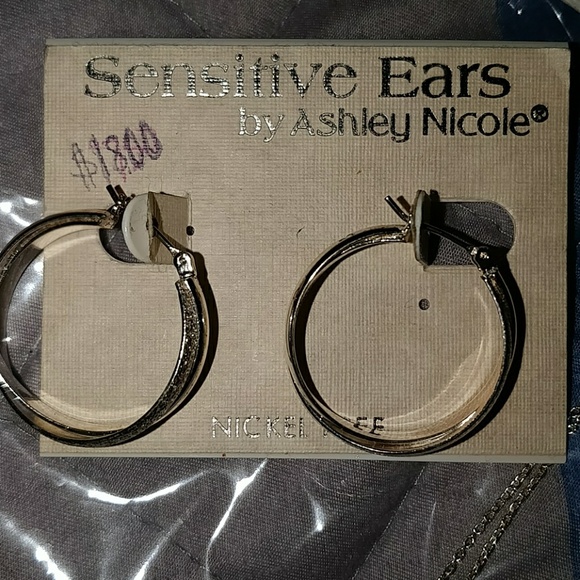 Sensitive Ears
by Ashley Nicole®
$1800
NICKEL